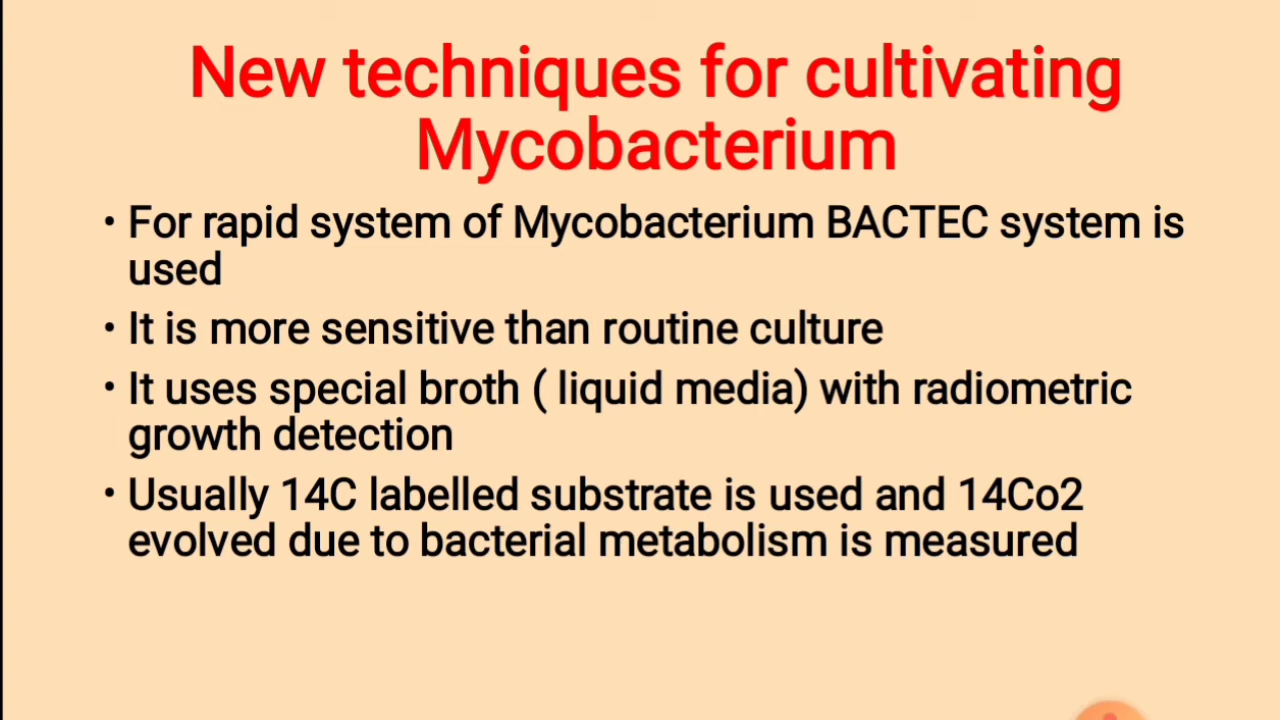 New techniques for cultivating
Mycobacterium
• For rapid system of Mycobacterium BACTEC system is
used
• It is more sensitive than routine culture
• It uses special broth ( liquid media) with radiometric
growth detection
• Usually 14C labelled substrate is used and 14Co2
evolved due to bacterial metabolism is measured